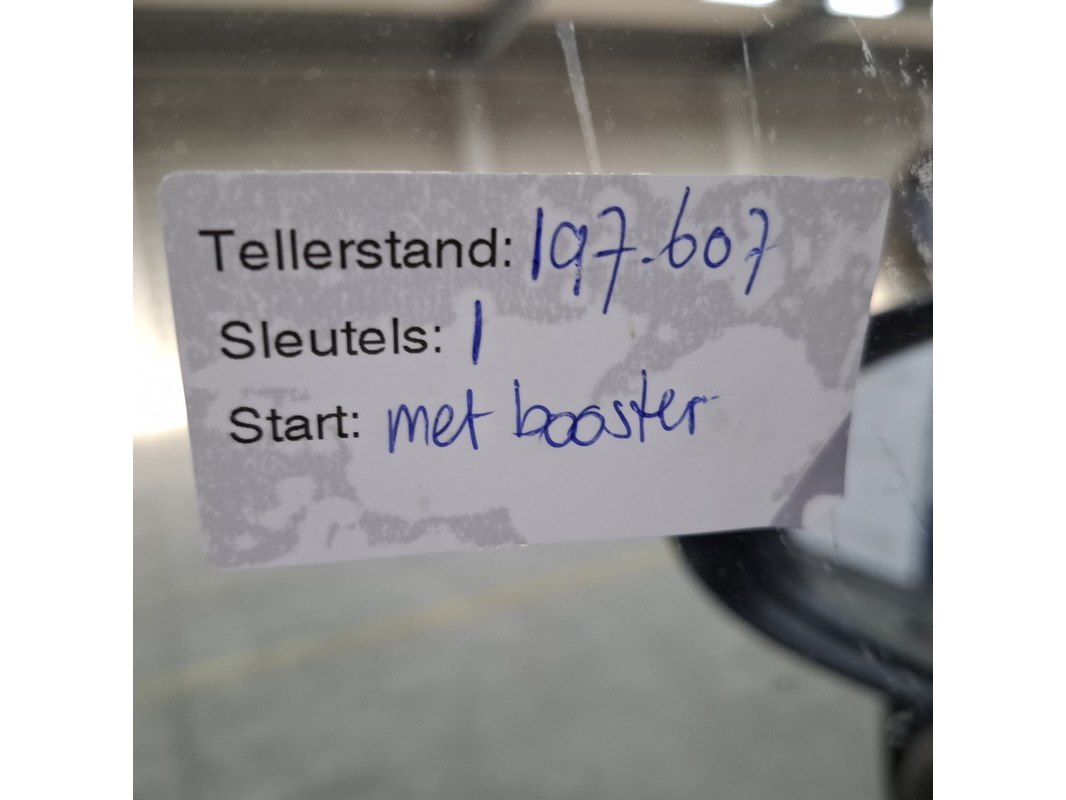 Tellerstand: 197.607
Sleutels: 1
Start: met booster